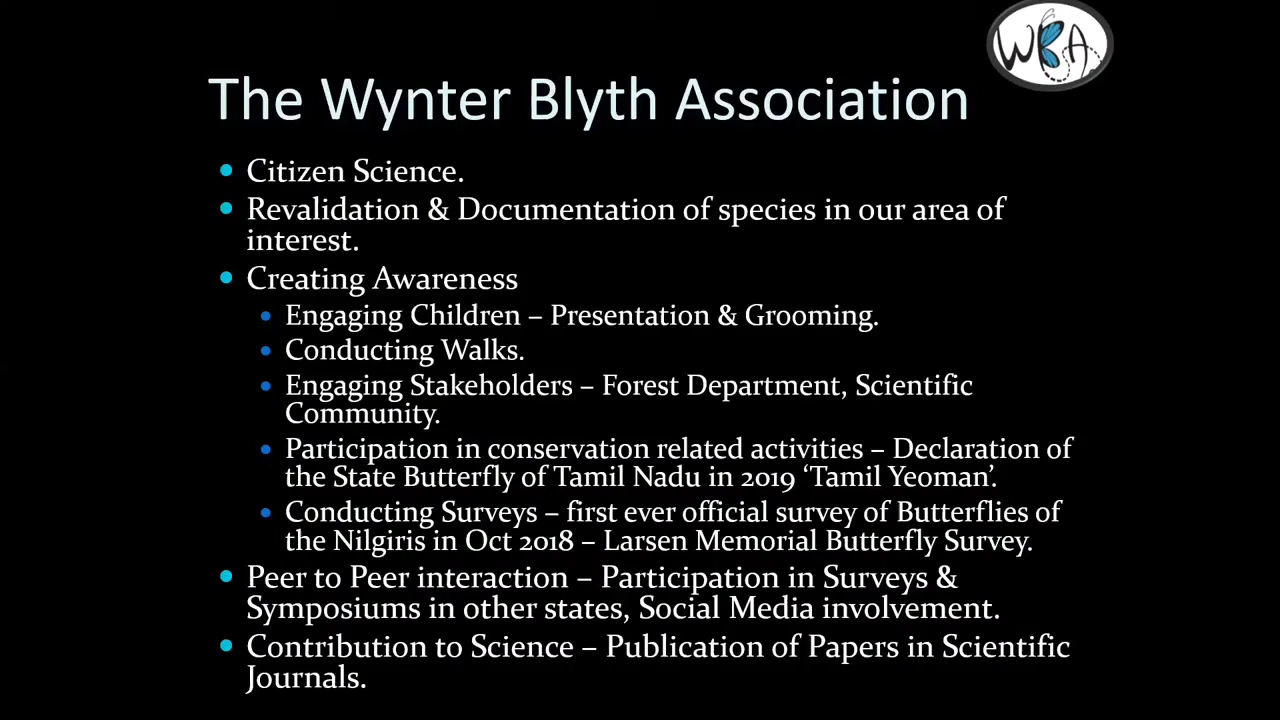 WBA
The Wynter Blyth Association
• Citizen Science.
• Revalidation & Documentation of species in our area of
interest.
• Creating Awareness
• Engaging Children – Presentation & Grooming.
• Conducting Walks.
• Engaging Stakeholders – Forest Department, Scientific
Community.
• Participation in conservation related activities – Declaration of
the State Butterfly of Tamil Nadu in 2019 ‘Tamil Yeoman’.
• Conducting Surveys – first ever official survey of Butterflies of
the Nilgiris in Oct 2018 – Larsen Memorial Butterfly Survey.
• Peer to Peer interaction – Participation in Surveys &
Symposiums in other states, Social Media involvement.
• Contribution to Science – Publication of Papers in Scientific
Journals.